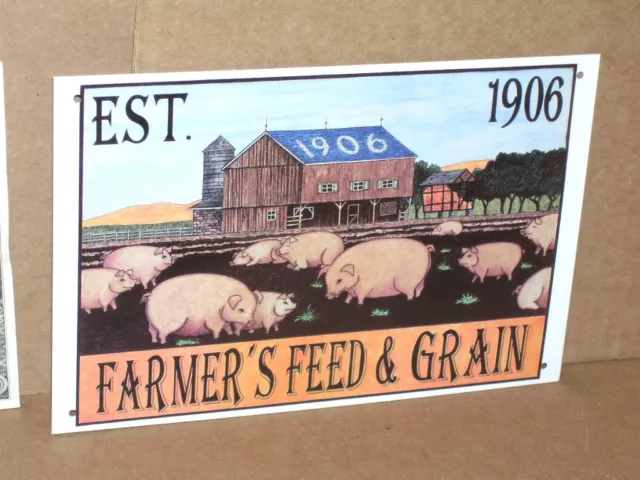 EST. 1906
1906
FARMER'S FEED & GRAIN